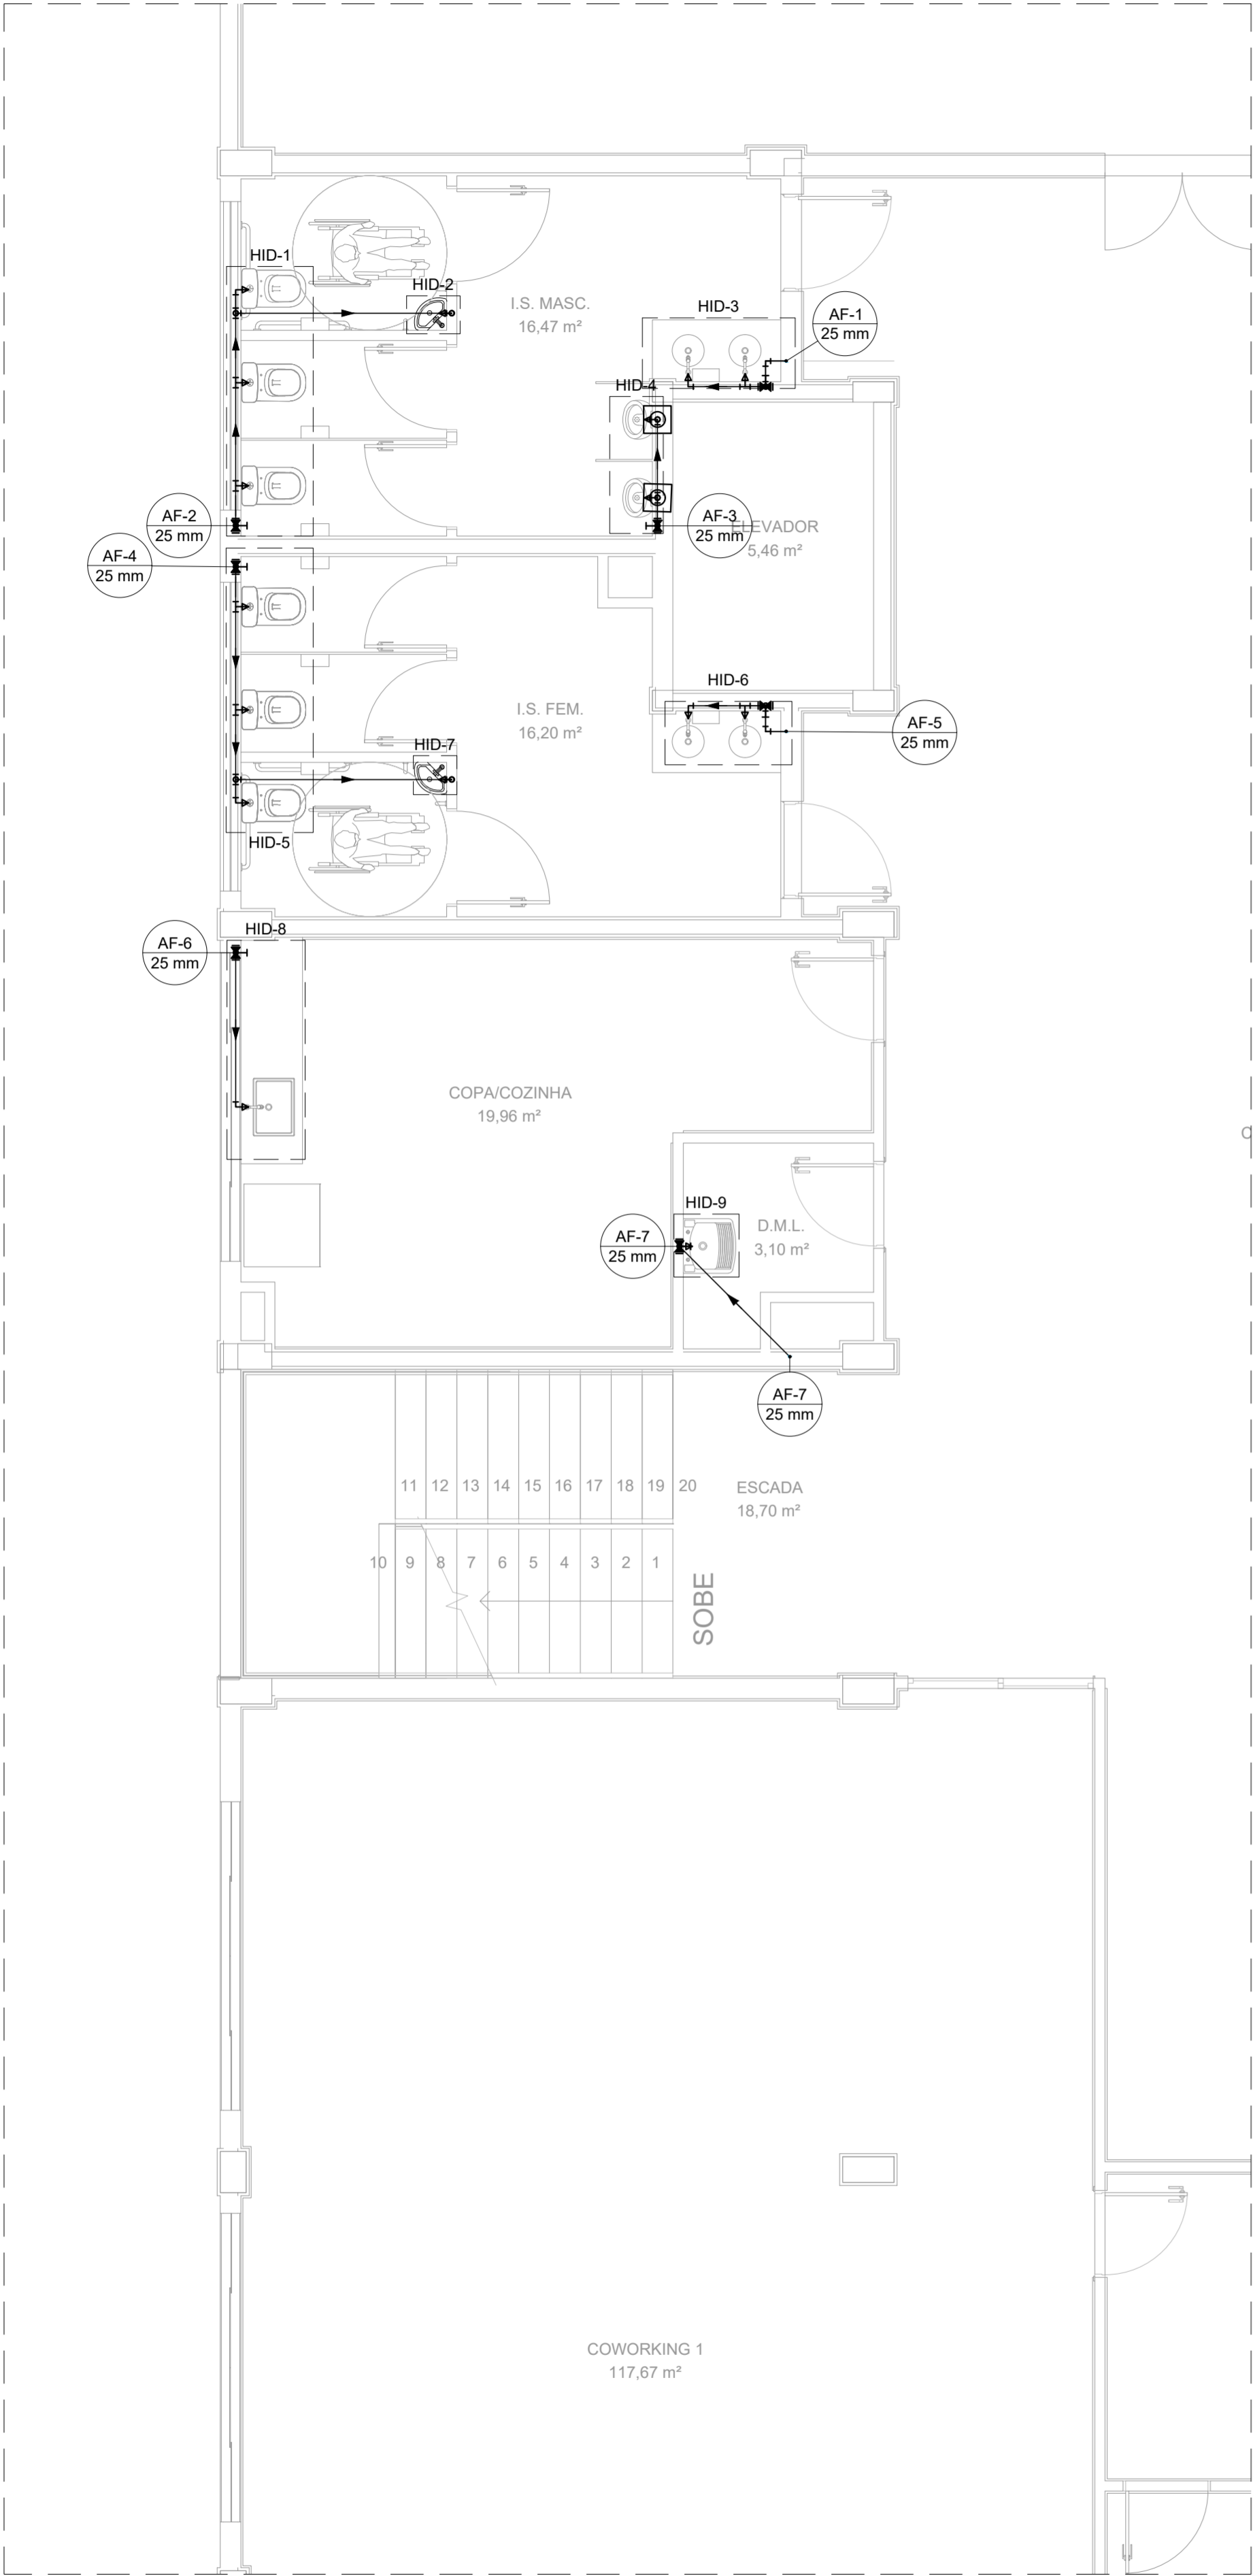 HID-1
HID-2
I.S. MASC.
16,47 m²
HID-3
AF-1
25 mm
HID-4
AF-2
25 mm
AF-3
25 mm
ELEVADOR
5,46 m²
AF-4
25 mm
HID-6
I.S. FEM.
16,20 m²
AF-5
25 mm
HID-7
HID-5
HID-8
AF-6
25 mm
COPA/COZINHA
19,96 m²
HID-9
AF-7
25 mm
D.M.L.
3,10 m²
AF-7
25 mm
11 12 13 14 15 16 17 18 19 20
ESCADA
18,70 m²
10 9 8 7 6 5 4 3 2 1
SOBE
COWORKING 1
117,67 m²